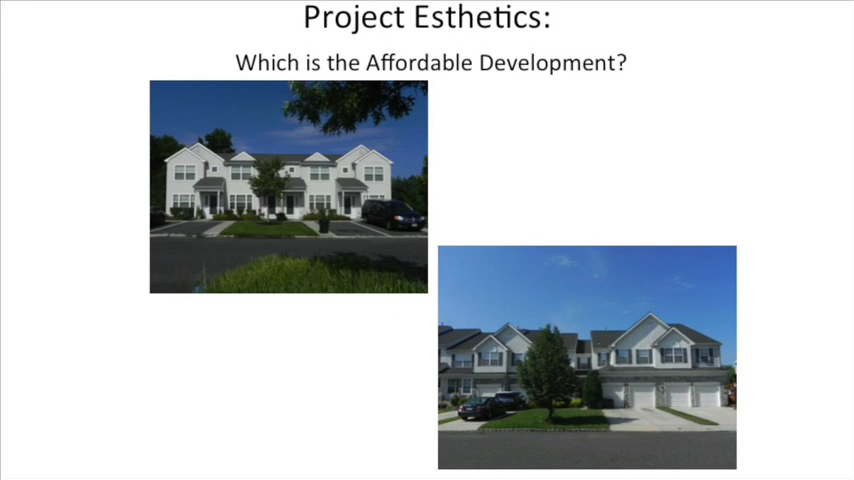 Project Esthetics:
Which is the Affordable Development?